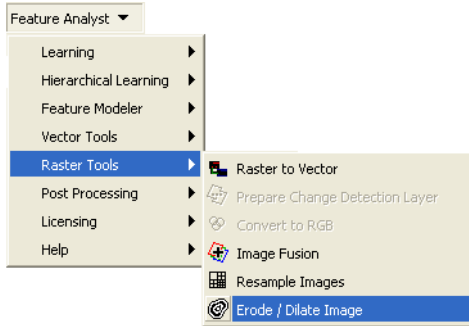 Feature Analyst
Learning
Hierarchical Learning
Feature Modeler
Vector Tools
Raster Tools
Post Processing
Licensing
Help
Raster to Vector
Prepare Change Detection Layer
Convert to RGB
Image Fusion
Resample Images
Erode / Dilate Image